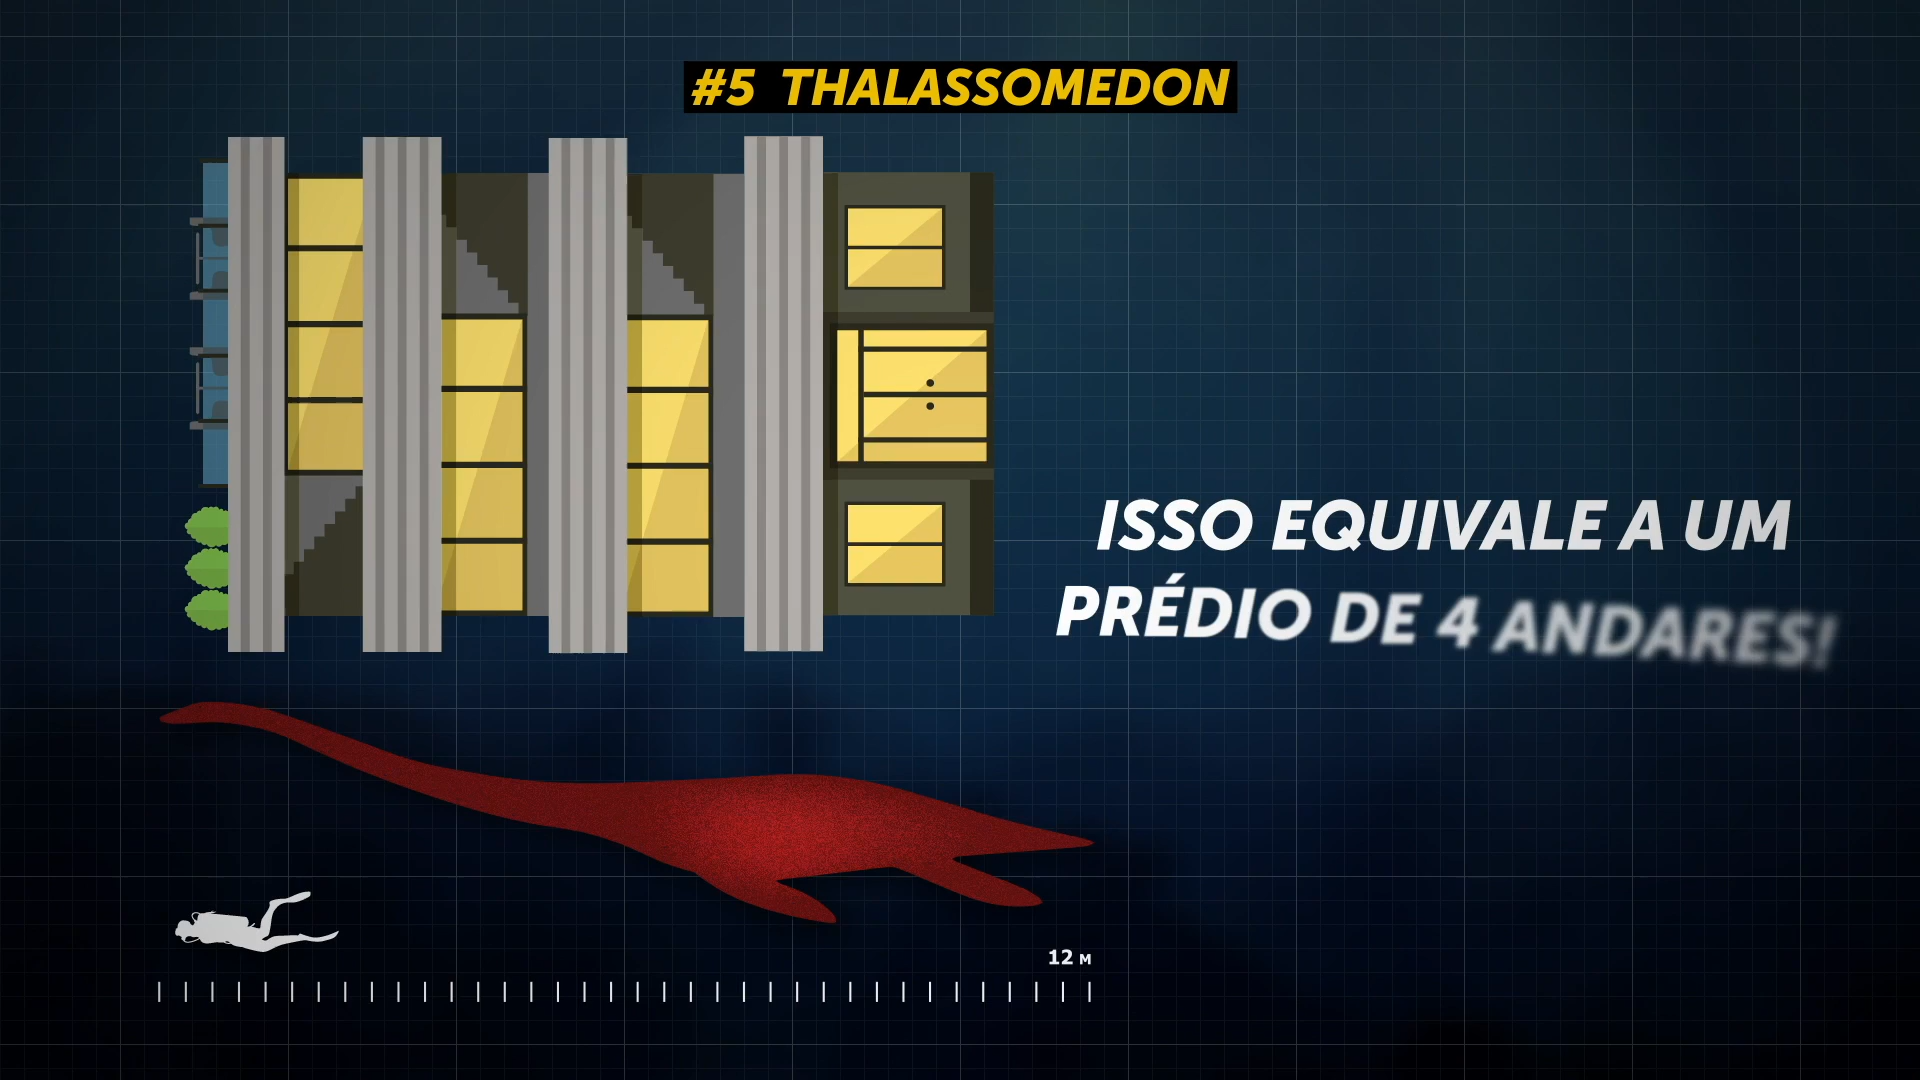 #5 THALASSOMEDON
ISSO EQUIVALE A UM
PRÉDIO DE 4 ANDARES!
12 м